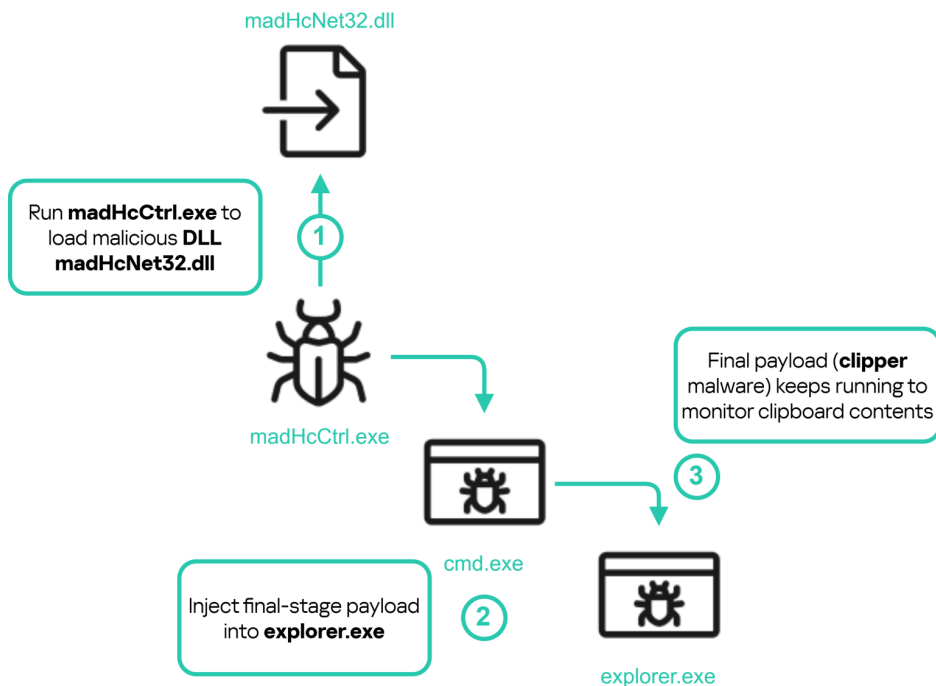 madHcNet32.dll
Run madHcCtrl.exe to
load malicious DLL
madHcNet32.dll
1
madHcCtrl.exe
Final payload (clipper
malware) keeps running to
monitor clipboard contents
3
cmd.exe
Inject final-stage payload
into explorer.exe
2
explorer.exe